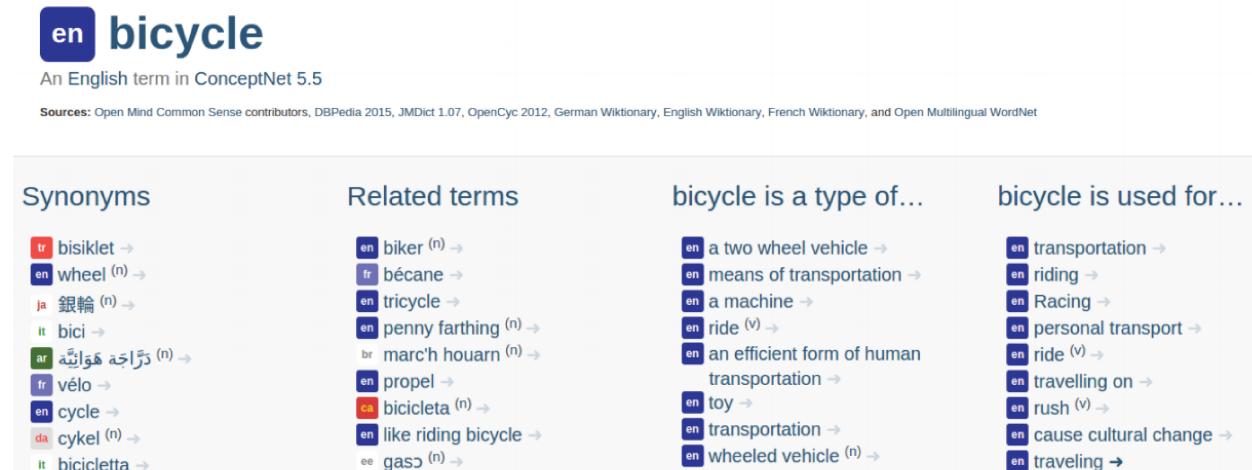 en bicycle
An English term in ConceptNet 5.5
Sources: Open Mind Common Sense contributors, DBPedia 2015, JMDict 1.07, OpenCyc 2012, German Wiktionary, English Wiktionary, French Wiktionary, and Open Multilingual WordNet
Synonyms
tr bisiklet →
en wheel (n) →
ja 銀輪 (n) →
it bici →
ar دَرَّاجَة هَوَائِيَّة (n) →
fr vélo →
en cycle →
da cykel (n) →
it bicicletta →
Related terms
en biker (n) →
fr bécane →
en tricycle →
en penny farthing (n) →
br marc'h houarn (n) →
en propel →
ca bicicleta (n) →
en like riding bicycle →
ee gasɔ (n) →
bicycle is a type of…
en a two wheel vehicle →
en means of transportation →
en a machine →
en ride (v) →
en an efficient form of human
transportation →
en toy →
en transportation →
en wheeled vehicle (n) →
bicycle is used for…
en transportation →
en riding →
en Racing →
en personal transport →
en ride (v) →
en travelling on →
en rush (v) →
en cause cultural change →
en traveling →